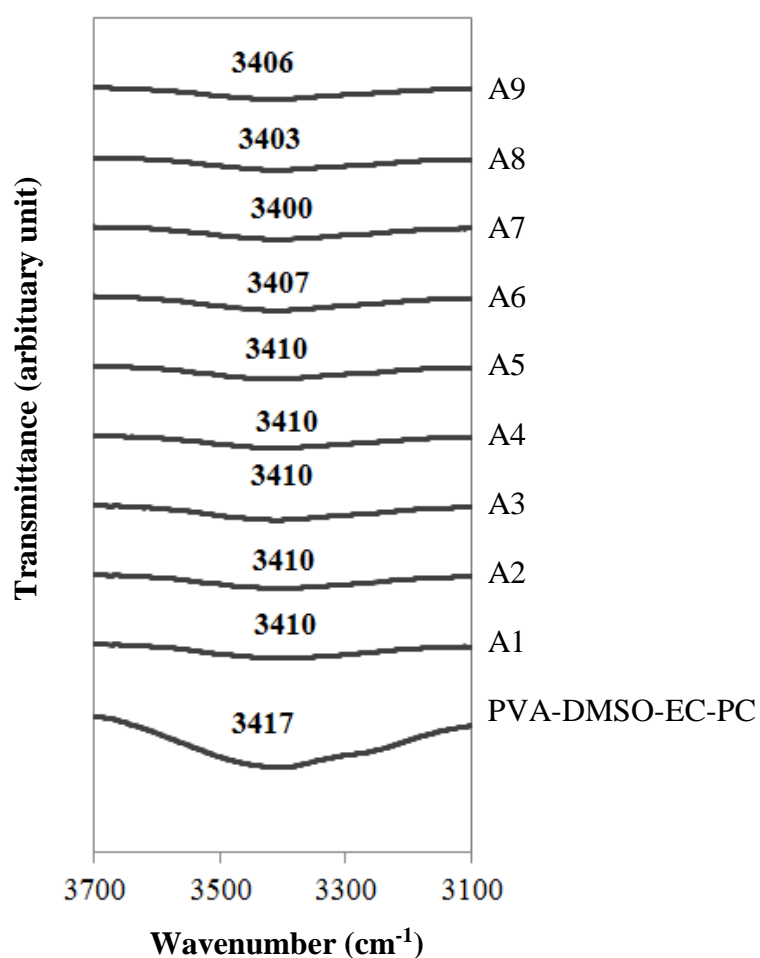 3406
A9
3403
A8
3400
A7
3407
A6
3410
A5
3410
A4
3410
A3
3410
A2
3410
A1
3417
PVA-DMSO-EC-PC
Transmittance (arbituary unit)
3700 3500 3300 3100
Wavenumber (cm⁻¹)